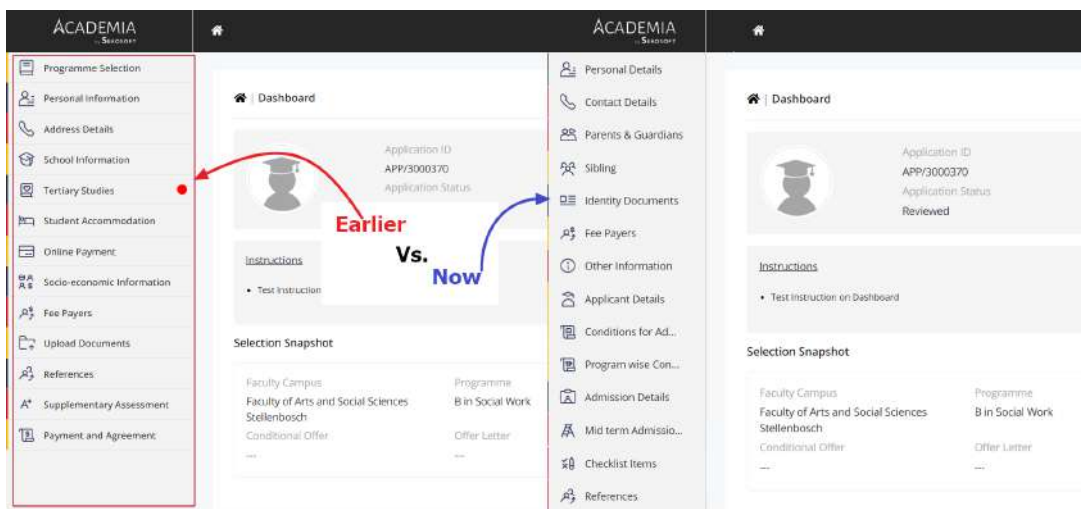 ACADEMIA
by SEROSOFT
Programme Selection
Personal Information
Address Details
School Information
Tertiary Studies
Student Accommodation
Online Payment
Socio-economic Information
Fee Payers
Upload Documents
References
Supplementary Assessment
Payment and Agreement
| Dashboard
Application ID
APP/3000370
Application Status
Earlier
Vs.
Now
Instructions
• Test Instruction
Selection Snapshot
Faculty Campus
Programme
Faculty of Arts and Social Sciences
B in Social Work
Stellenbosch
Conditional Offer
Offer Letter
---
---
ACADEMIA
by SEROSOFT
Personal Details
Contact Details
Parents & Guardians
Sibling
Identity Documents
Fee Payers
Other Information
Applicant Details
Conditions for Ad...
Program wise Con...
Admission Details
Mid term Admissio...
Checklist Items
References
| Dashboard
Application ID
APP/3000370
Application Status
Reviewed
Instructions
• Test Instruction on Dashboard
Selection Snapshot
Faculty Campus
Programme
Faculty of Arts and Social Sciences
B in Social Work
Stellenbosch
Conditional Offer
Offer Letter
---
---